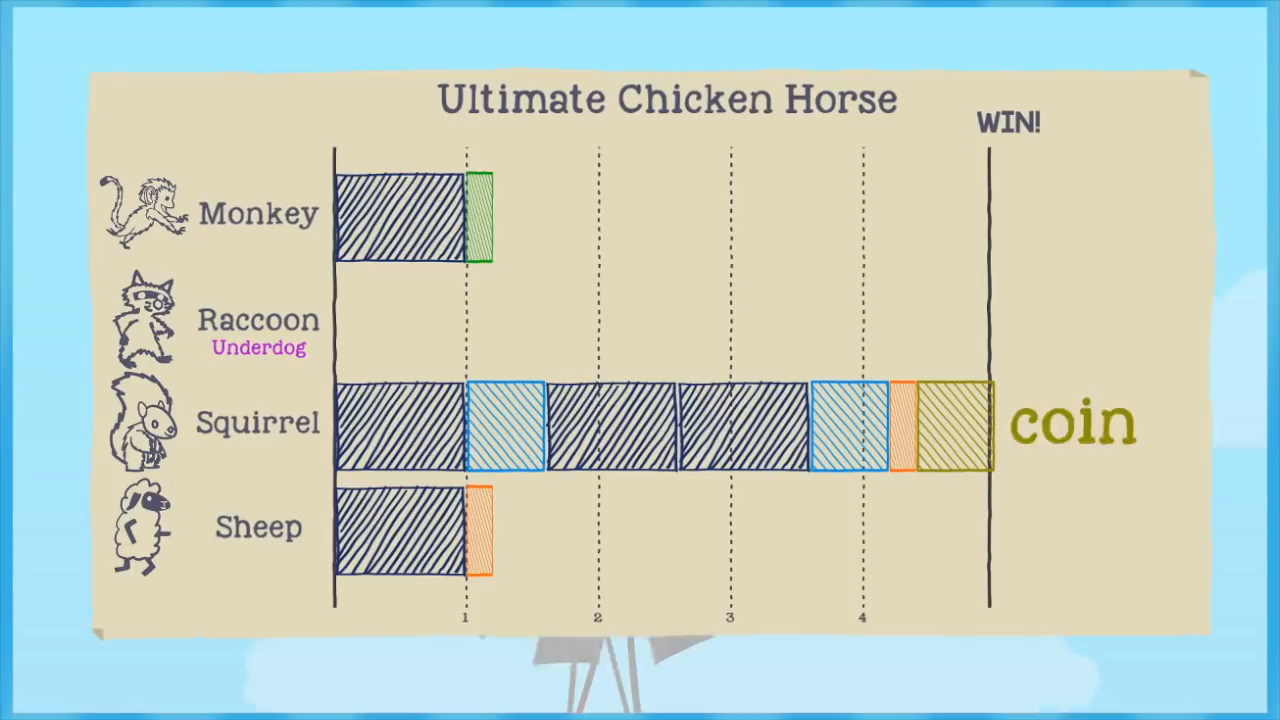 Ultimate Chicken Horse
WIN!
Monkey
Raccoon
Underdog
Squirrel
coin
Sheep
1 2 3 4